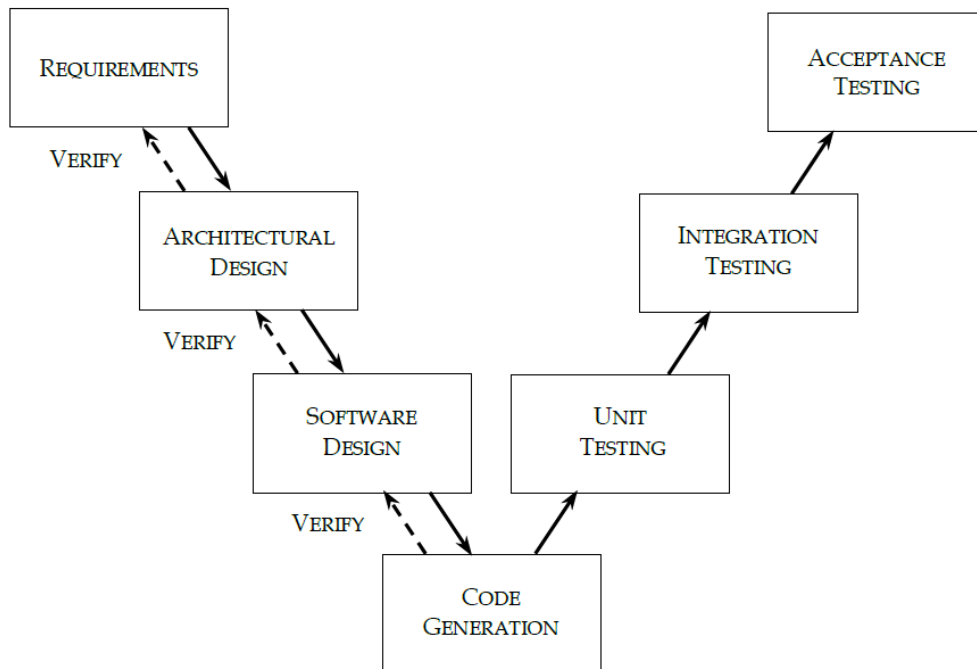 REQUIREMENTS
ACCEPTANCE
TESTING
VERIFY
ARCHITECTURAL
DESIGN
INTEGRATION
TESTING
VERIFY
SOFTWARE
DESIGN
UNIT
TESTING
VERIFY
CODE
GENERATION